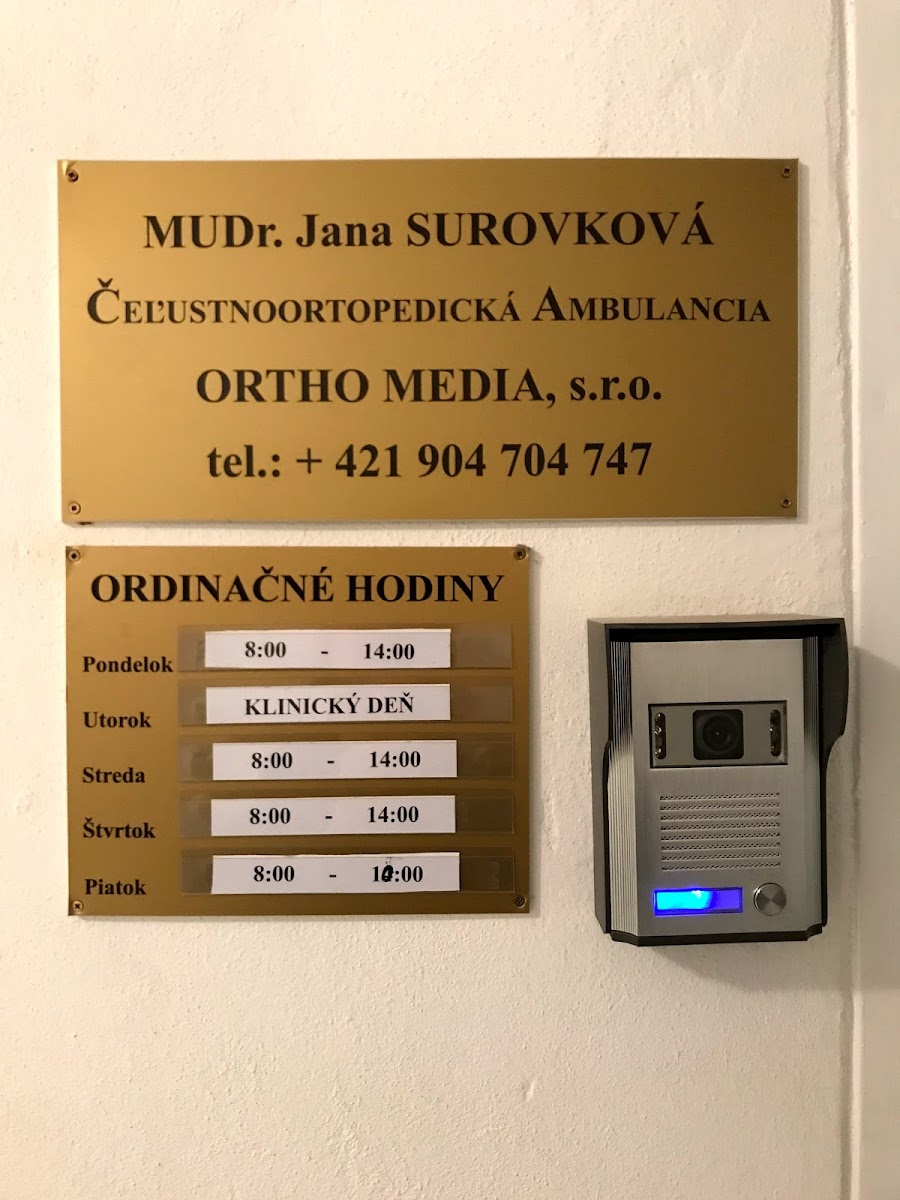 MUDr. Jana SUROVKOVÁ
ČEĽUSTNOORTOPEDICKÁ AMBULANCIA
ORTHO MEDIA, s.r.o.
tel.: + 421 904 704 747
ORDINAČNÉ HODINY
Pondelok 8:00 - 14:00
Utorok KLINICKÝ DEŇ
Streda 8:00 - 14:00
Štvrtok 8:00 - 14:00
Piatok 8:00 -